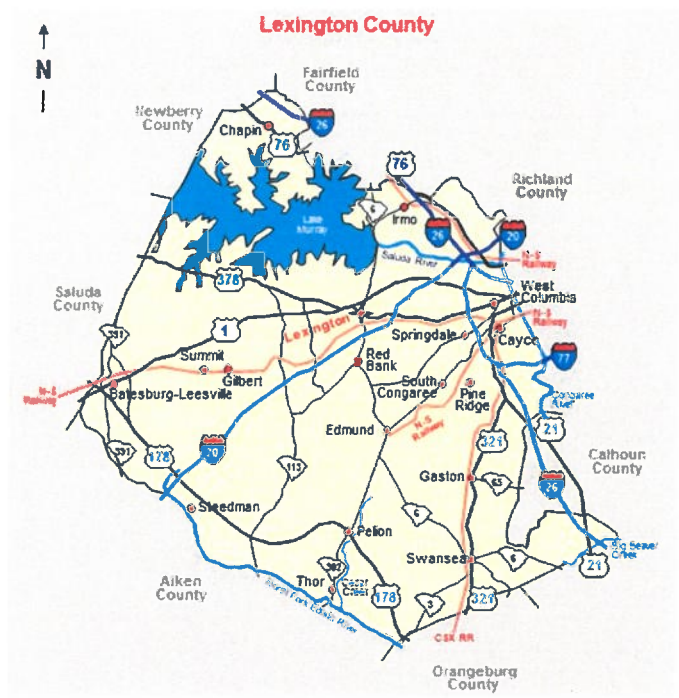 Lexington County
N
Fairfield
County
Newberry
County
Chapin
26
76
76
Richland
County
6
Irmo
26
20
Lake
Murray
Saluda River
N-S
Railway
378
West
Columbia
Saluda
County
391
1
Lexington
N-S
Railway
Springdale
Cayce
Summit
Red
Bank
77
Gilbert
N-S
Railway
Batesburg-Leesville
South
Congaree
Pine
Ridge
Congaree
River
N-S
Railway
Edmund
21
321
391
178
20
113
Calhoun
County
Gaston
26
Steedman
6
Pelion
Swansea
6
Big Beaver
Creek
21
Aiken
County
302
Thor
Cedar
Creek
178
3
321
North Fork Edisto River
CSX RR
Orangeburg
County